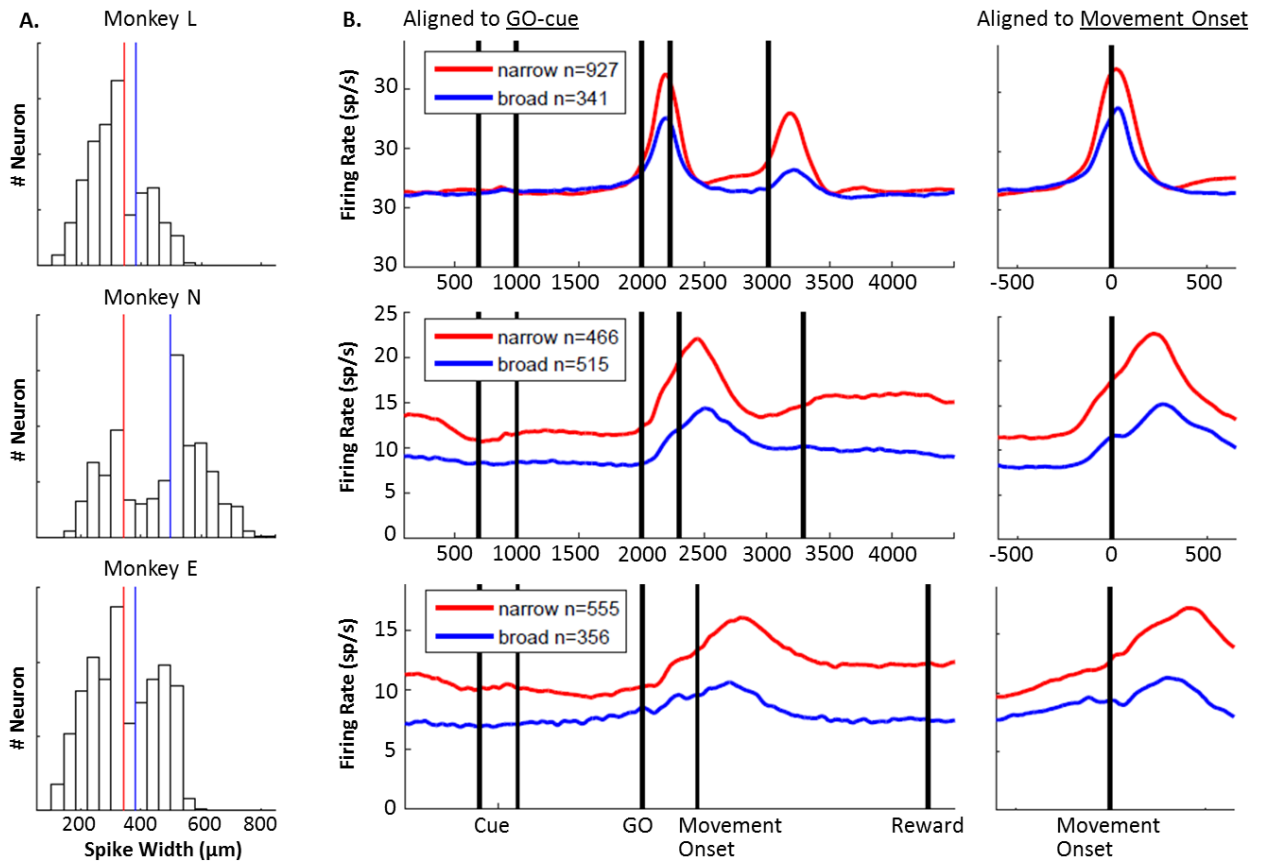 A.
Monkey L
# Neuron
Monkey N
# Neuron
Monkey E
# Neuron
200 400 600 800
Spike Width (µm)
B.
Aligned to GO-cue
Aligned to Movement Onset
Firing Rate (sp/s)
30
30
30
30
narrow n=927
broad n=341
500 1000 1500 2000 2500 3000 3500 4000
-500 0 500
Firing Rate (sp/s)
25
20
15
10
5
0
narrow n=466
broad n=515
500 1000 1500 2000 2500 3000 3500 4000
-500 0 500
Firing Rate (sp/s)
15
10
5
0
narrow n=555
broad n=356
Cue GO Movement Reward
Onset
Movement
Onset